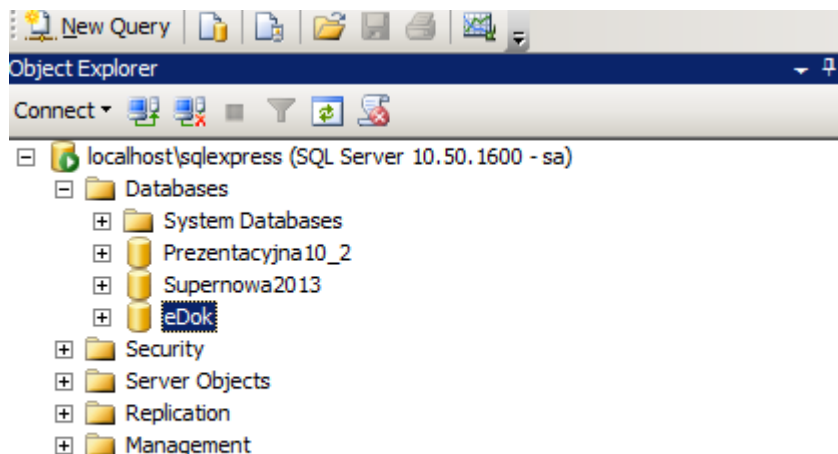 New Query
Object Explorer
Connect
localhost\sqlexpress (SQL Server 10.50.1600 - sa)
Databases
System Databases
Prezentacyjna10_2
Supernowa2013
eDok
Security
Server Objects
Replication
Management